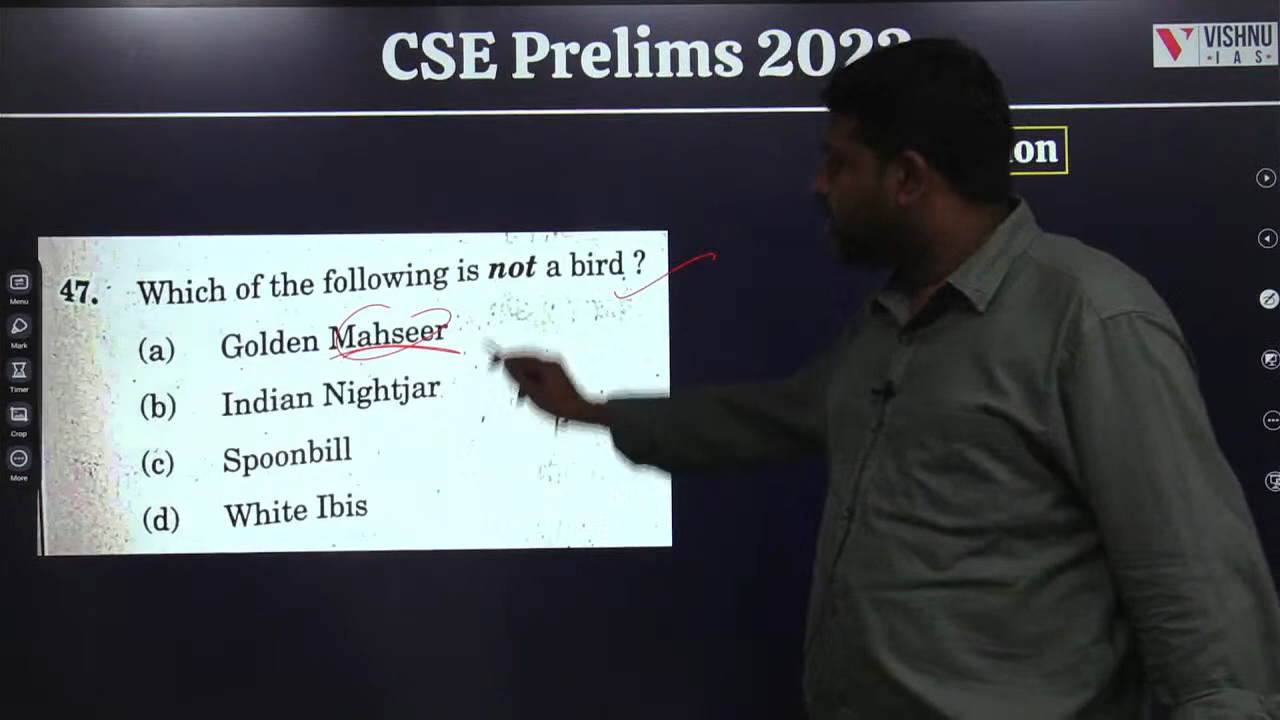 CSE Prelims 202
VISHNU
IAS
on
47. Which of the following is not a bird ?
(a) Golden Mahseer
(b) Indian Nightjar
(c) Spoonbill
(d) White Ibis
Menu
Mark
Timer
Crop
More